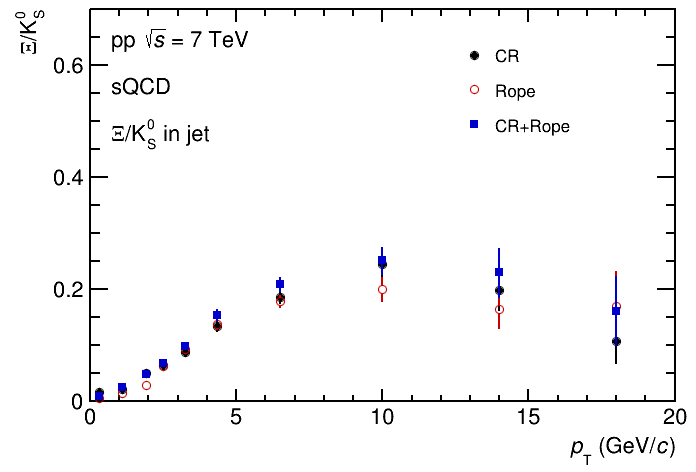 Ξ/K⁰_S
pp √s = 7 TeV
sQCD
Ξ/K⁰_S in jet
CR
Rope
CR+Rope
0.6
0.4
0.2
0
0 5 10 15 20
p_T (GeV/c)